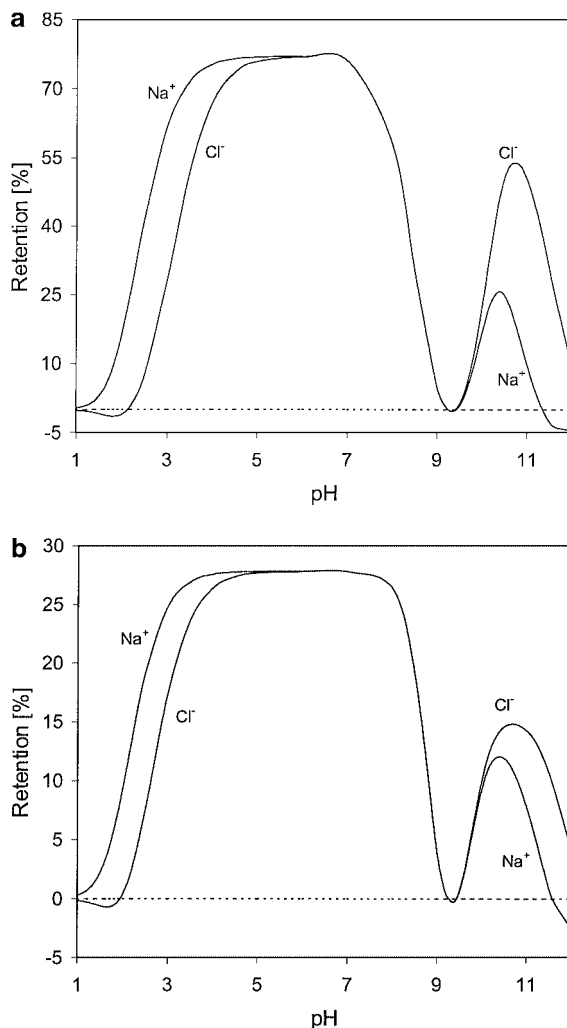 a
85
70
55
40
25
10
-5
Retention [%]
Na+
Cl-
Cl-
Na+
1 3 5 7 9 11
pH
b
30
25
20
15
10
5
0
-5
Retention [%]
Na+
Cl-
Cl-
Na+
1 3 5 7 9 11
pH